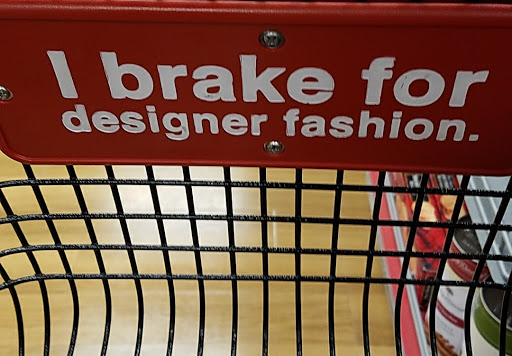 I brake for
designer fashion.